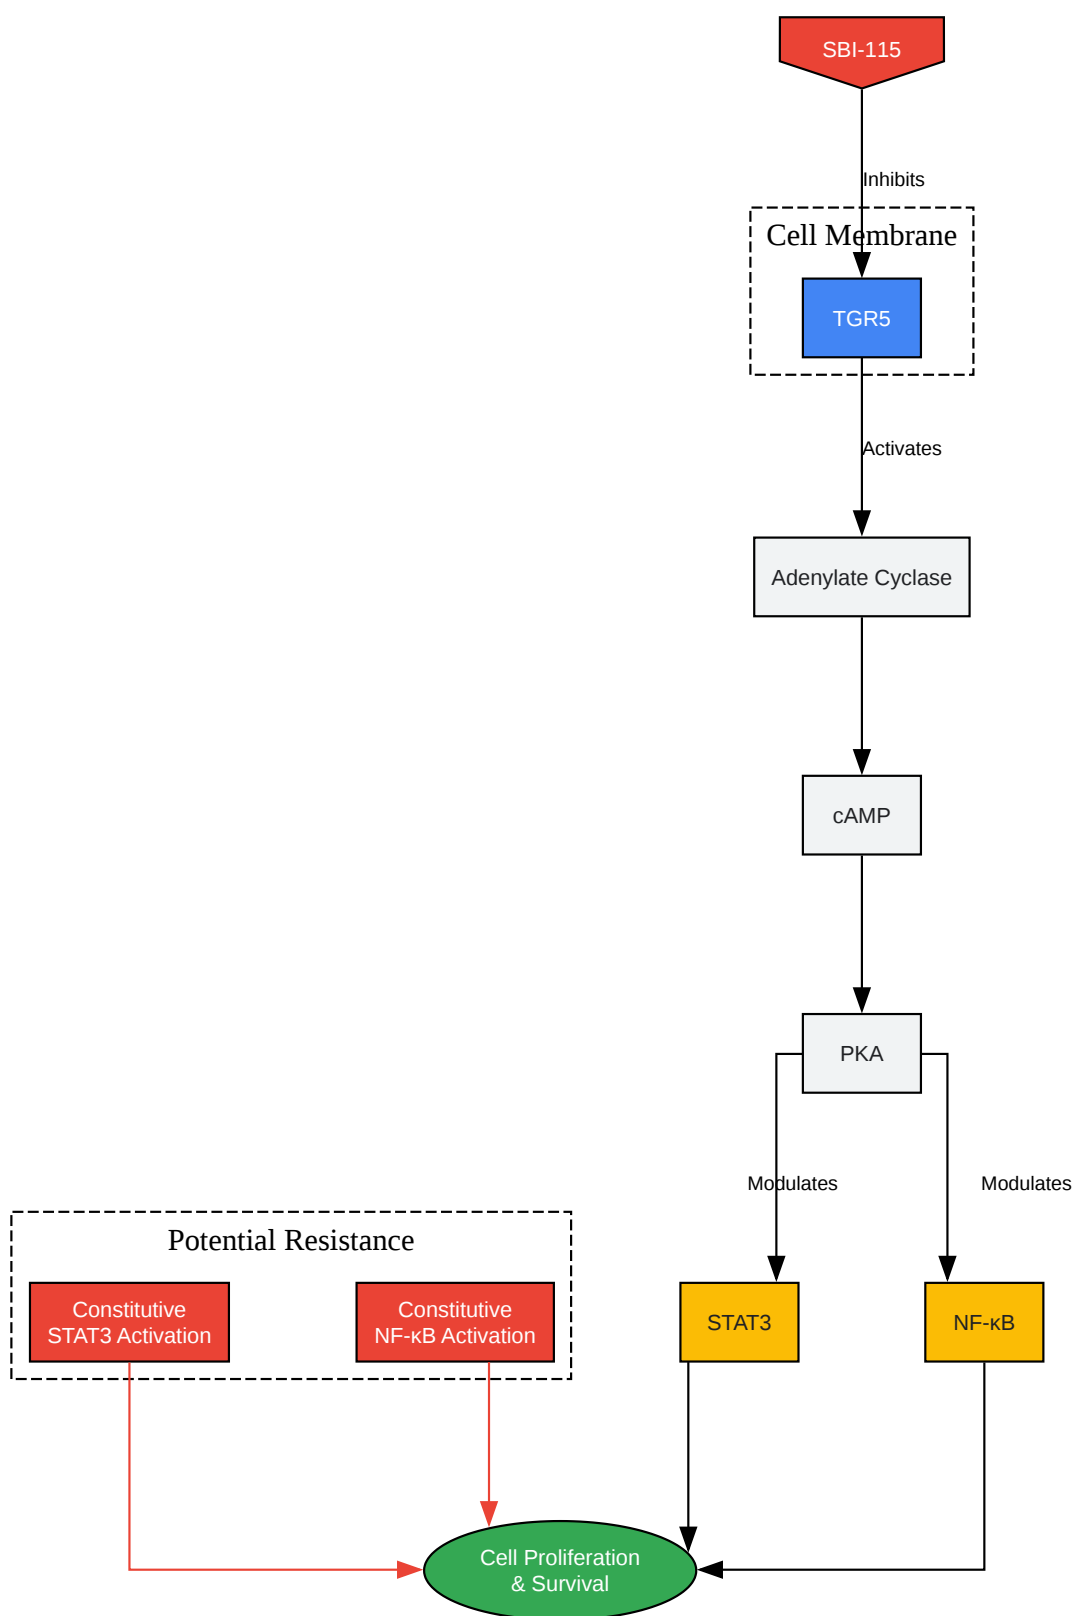 SBI-115
Inhibits
Cell Membrane
TGR5
Activates
Adenylate Cyclase
cAMP
PKA
Modulates
Modulates
Potential Resistance
Constitutive
STAT3 Activation
Constitutive
NF-κB Activation
STAT3
NF-κB
Cell Proliferation
& Survival